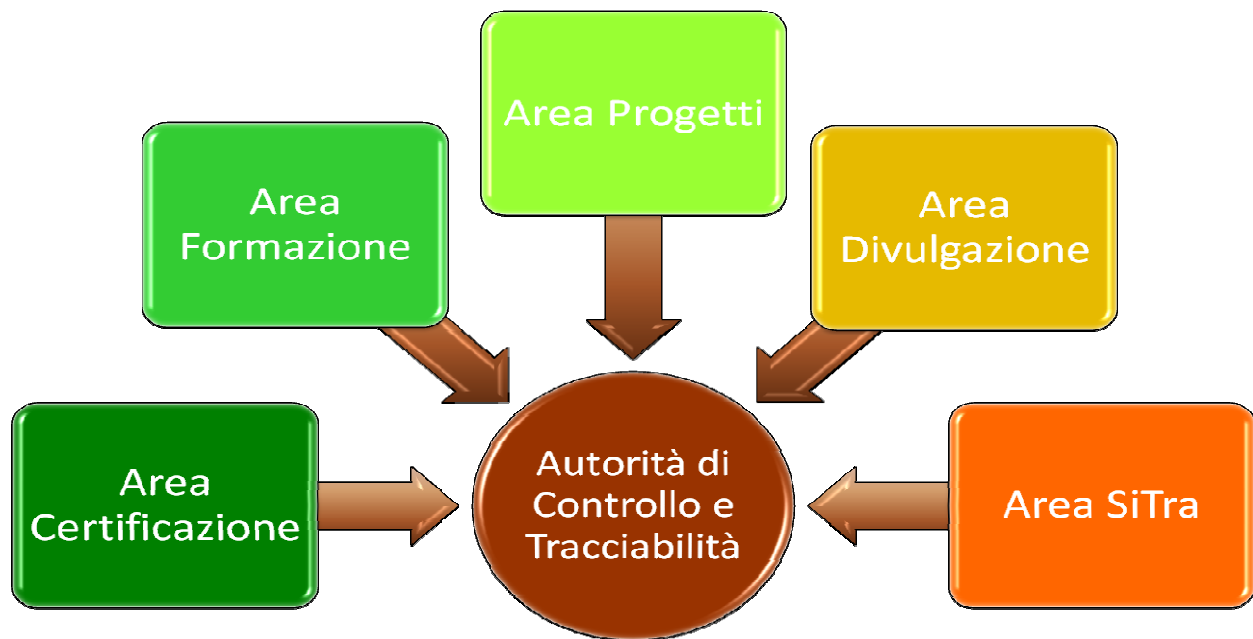 Area Progetti
Area
Formazione
Area
Divulgazione
Area
Certificazione
Autorità di
Controllo e
Tracciabilità
Area SiTra